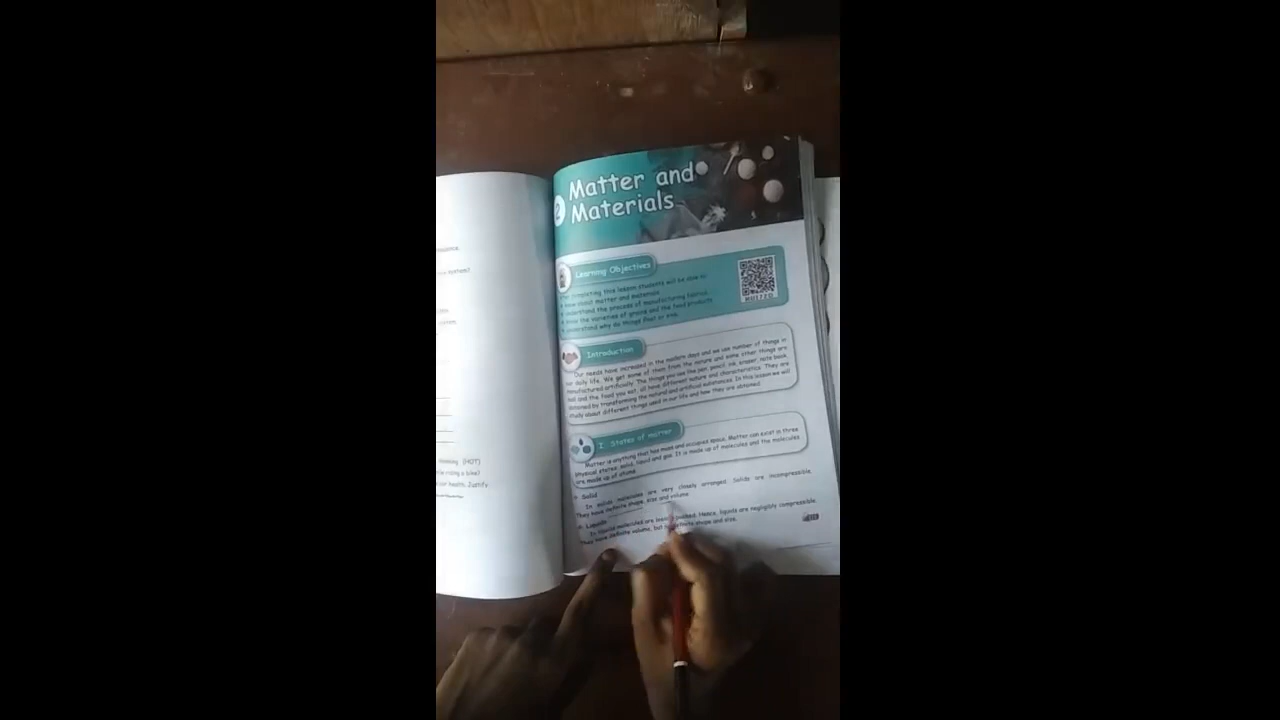 2
Matter and
Materials
Learning Objectives
completing this lesson students will be able to
know about matter and materials.
understand the process of manufacturing fabrics.
know the varieties of grains and the food products.
understand why do things float or sink.
Introduction
Our needs have increased in the modern days and we use number of things in
our daily life. We get some of them from the nature and some other things are
manufactured artificially. The things you use like pen, pencil, ink, eraser, note book,
ball and the food you eat, all have different nature and characteristics. They are
obtained by transforming the natural and artificial substances. In this lesson we will
study about different things used in our life and how they are obtained.
I. States of matter
Matter is anything that has mass and occupies space. Matter can exist in three
physical states: solid, liquid and gas. It is made up of molecules and the molecules
are made up of atoms.
Solid
In solids molecules are very closely arranged. Solids are incompressible.
They have definite shape, size and volume.
Liquids
In liquids molecules are loosely packed. Hence, liquids are negligibly compressible.
They have definite volume, but shape and size.
(HOT)
riding a bike?
our health. Justify